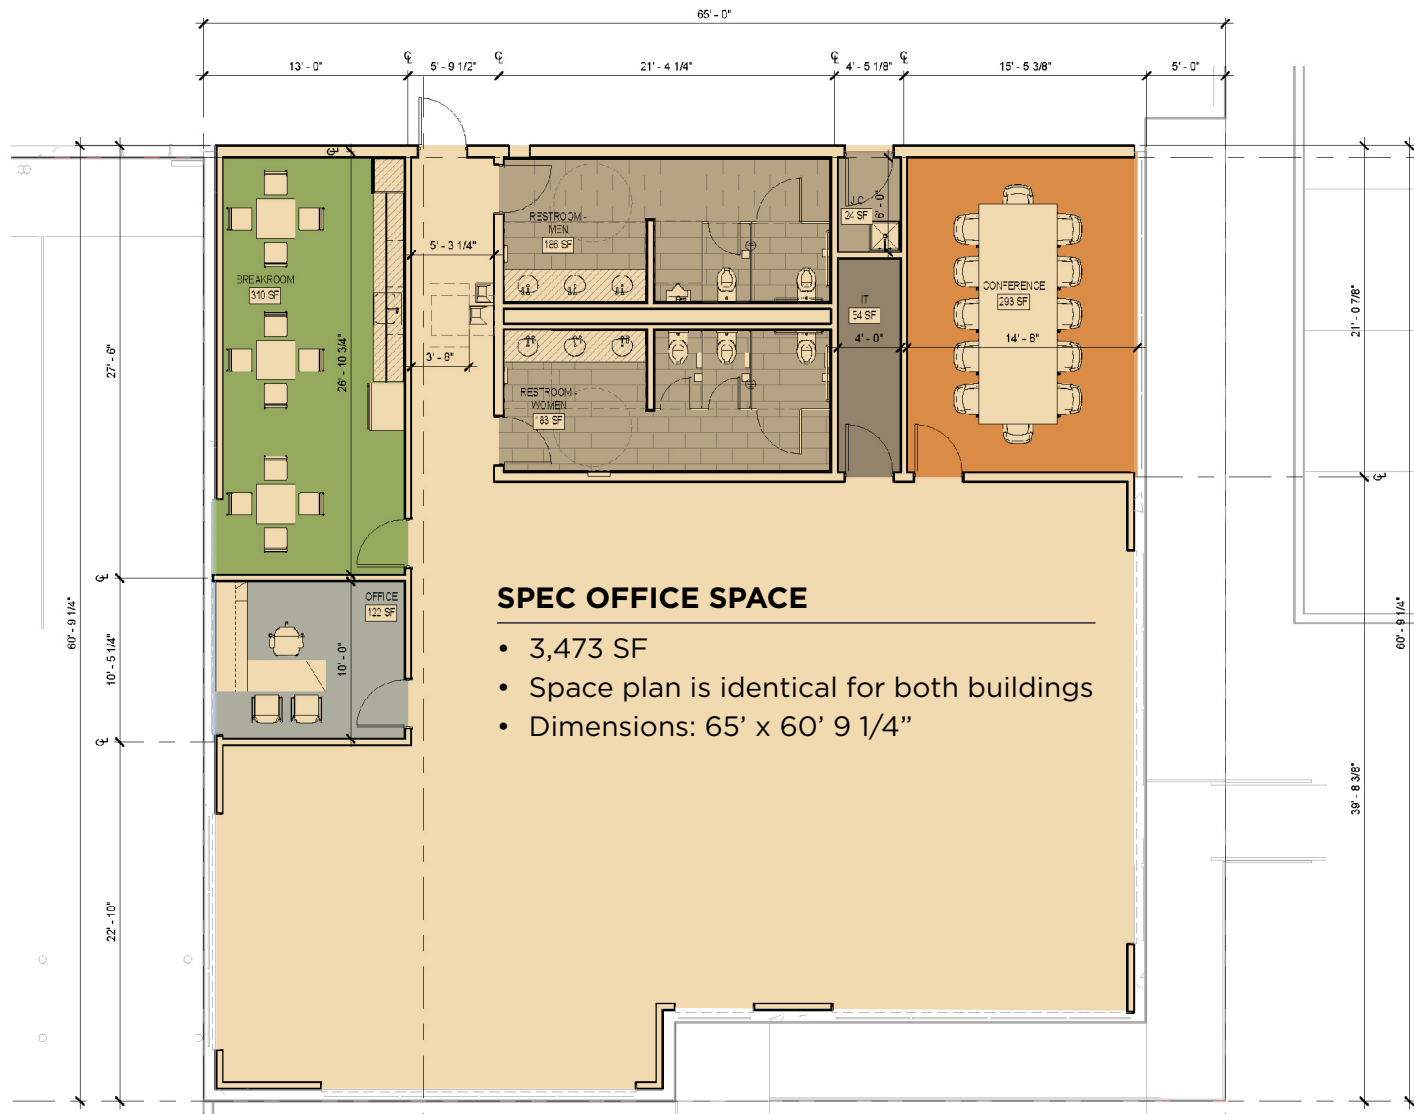 65' - 0"
13' - 0"
5' - 9 1/2"
21' - 4 1/4"
4' - 5 1/8"
15' - 5 3/8"
5' - 0"
RESTROOM -
MEN
186 SF
5' - 3 1/4"
24 SF
6' - 0"
BREAKROOM
310 SF
IT
54 SF
4' - 0"
CONFERENCE
293 SF
14' - 8"
21' - 0 7/8"
27' - 6"
26' - 10 3/4"
3' - 8"
RESTROOM -
WOMEN
183 SF
60' - 9 1/4"
10' - 5 1/4"
OFFICE
122 SF
10' - 0"
SPEC OFFICE SPACE
• 3,473 SF
• Space plan is identical for both buildings
• Dimensions: 65’ x 60’ 9 1/4”
60' - 9 1/4"
39' - 8 3/8"
22' - 10"